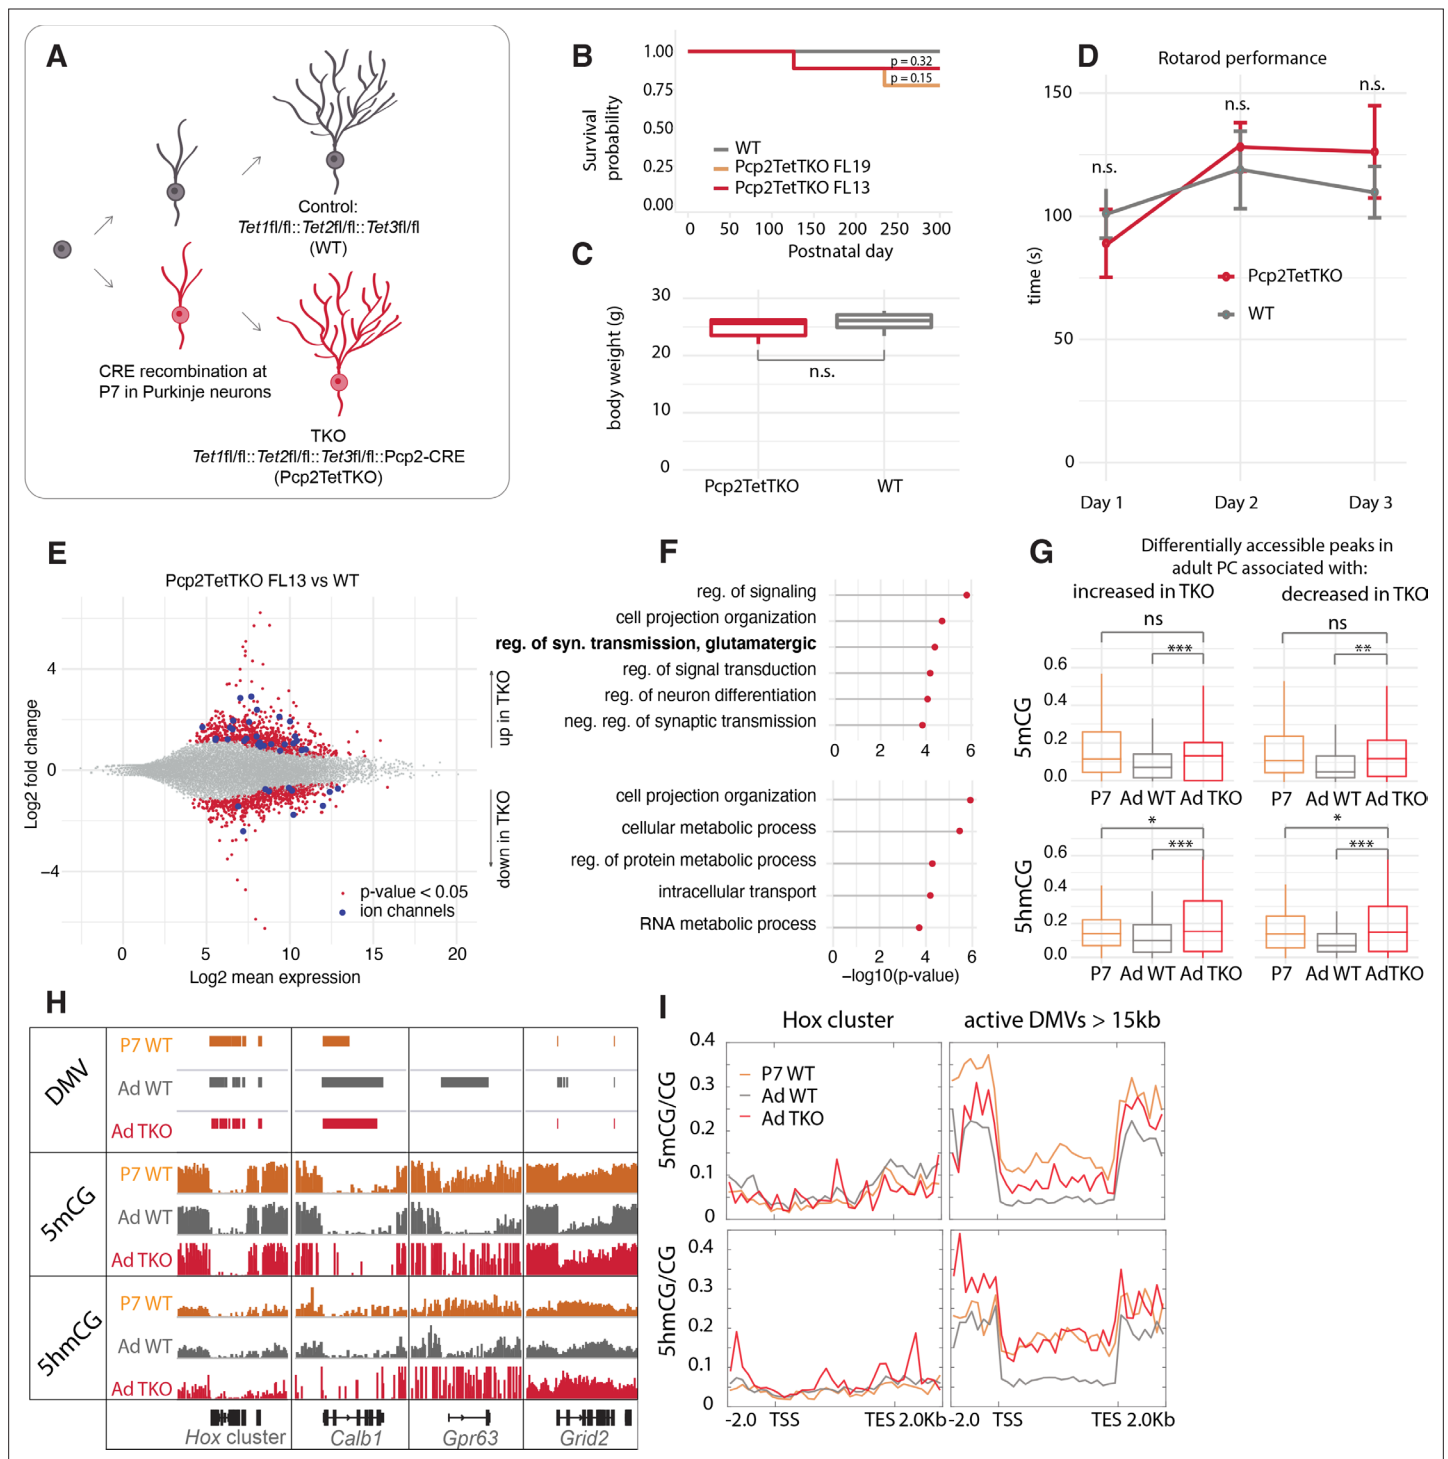 A
Control:
Tet1fl/fl::Tet2fl/fl::Tet3fl/fl
(WT)
CRE recombination at
P7 in Purkinje neurons
TKO
Tet1fl/fl::Tet2fl/fl::Tet3fl/fl::Pcp2-CRE
(Pcp2TetTKO)
B
Survival
probability
1.00
0.75
0.50
0.25
0.00
p = 0.32
p = 0.15
WT
Pcp2TetTKO FL19
Pcp2TetTKO FL13
0 50 100 150 200 250 300
Postnatal day
C
body weight (g)
30
20
10
0
n.s.
Pcp2TetTKO WT
D
Rotarod performance
time (s)
150
100
50
0
n.s.
n.s.
n.s.
Pcp2TetTKO
WT
Day 1 Day 2 Day 3
E
Pcp2TetTKO FL13 vs WT
Log2 fold change
4
0
−4
up in TKO
down in TKO
p-value < 0.05
ion channels
0 5 10 15 20
Log2 mean expression
F
reg. of signaling
cell projection organization
reg. of syn. transmission, glutamatergic
reg. of signal transduction
reg. of neuron differentiation
neg. reg. of synaptic transmission
0 2 4 6
cell projection organization
cellular metabolic process
reg. of protein metabolic process
intracellular transport
RNA metabolic process
0 2 4 6
−log10(p-value)
G
Differentially accessible peaks in
adult PC associated with:
increased in TKO decreased in TKO
ns ns
*** **
5mCG
0.6
0.4
0.2
0.0
P7 Ad WT Ad TKO P7 Ad WT Ad TKO
* *
*** ***
5hmCG
0.6
0.4
0.2
0.0
P7 Ad WT Ad TKO P7 Ad WT AdTKO
H
DMV
P7 WT
Ad WT
Ad TKO
5mCG
P7 WT
Ad WT
Ad TKO
5hmCG
P7 WT
Ad WT
Ad TKO
Hox cluster Calb1 Gpr63 Grid2
I
Hox cluster active DMVs > 15kb
5mCG/CG
0.4
0.3
0.2
0.1
0
P7 WT
Ad WT
Ad TKO
5hmCG/CG
0.4
0.3
0.2
0.1
0
-2.0 TSS TES 2.0Kb -2.0 TSS TES 2.0Kb